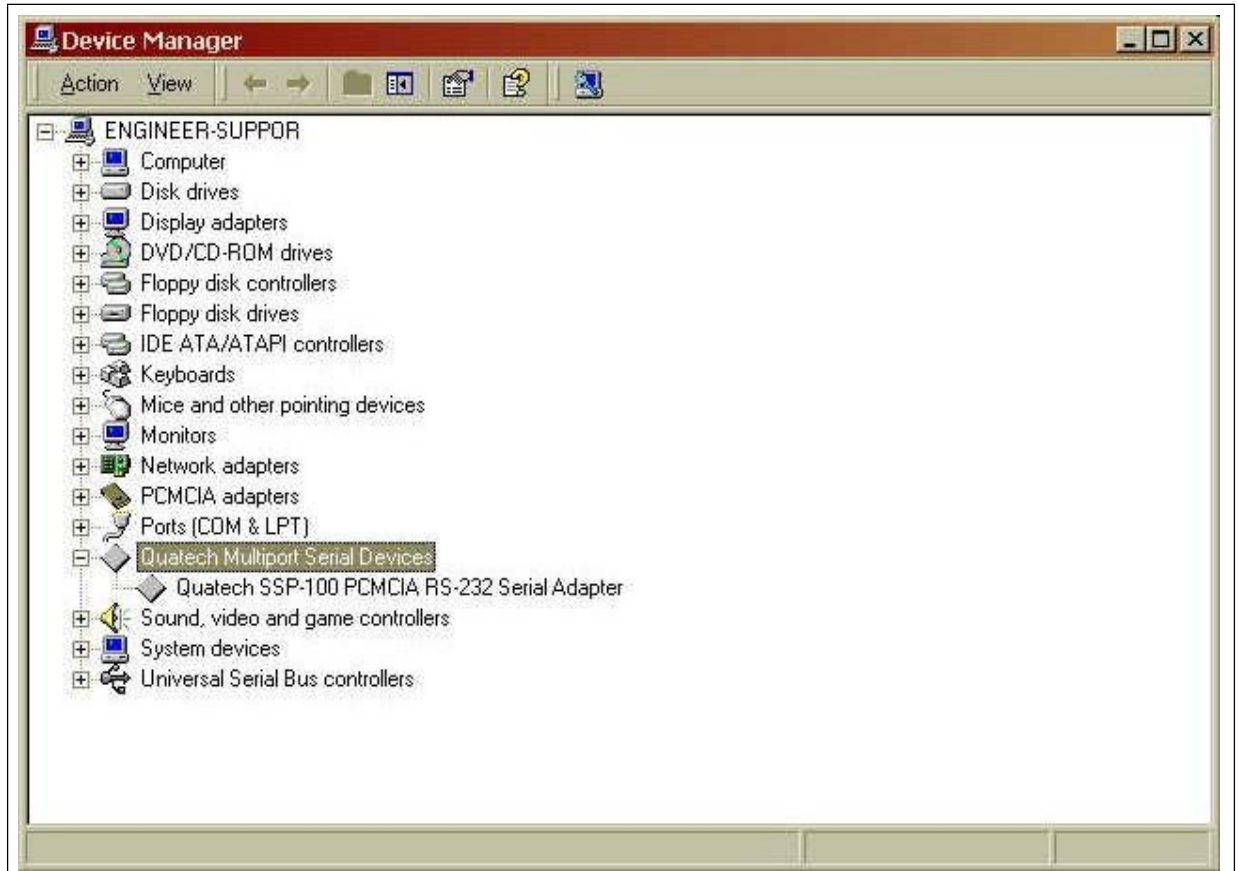 Device Manager
Action View
ENGINEER-SUPPOR
Computer
Disk drives
Display adapters
DVD/CD-ROM drives
Floppy disk controllers
Floppy disk drives
IDE ATA/ATAPI controllers
Keyboards
Mice and other pointing devices
Monitors
Network adapters
PCMCIA adapters
Ports (COM & LPT)
Quatech Multiport Serial Devices
Quatech SSP-100 PCMCIA RS-232 Serial Adapter
Sound, video and game controllers
System devices
Universal Serial Bus controllers